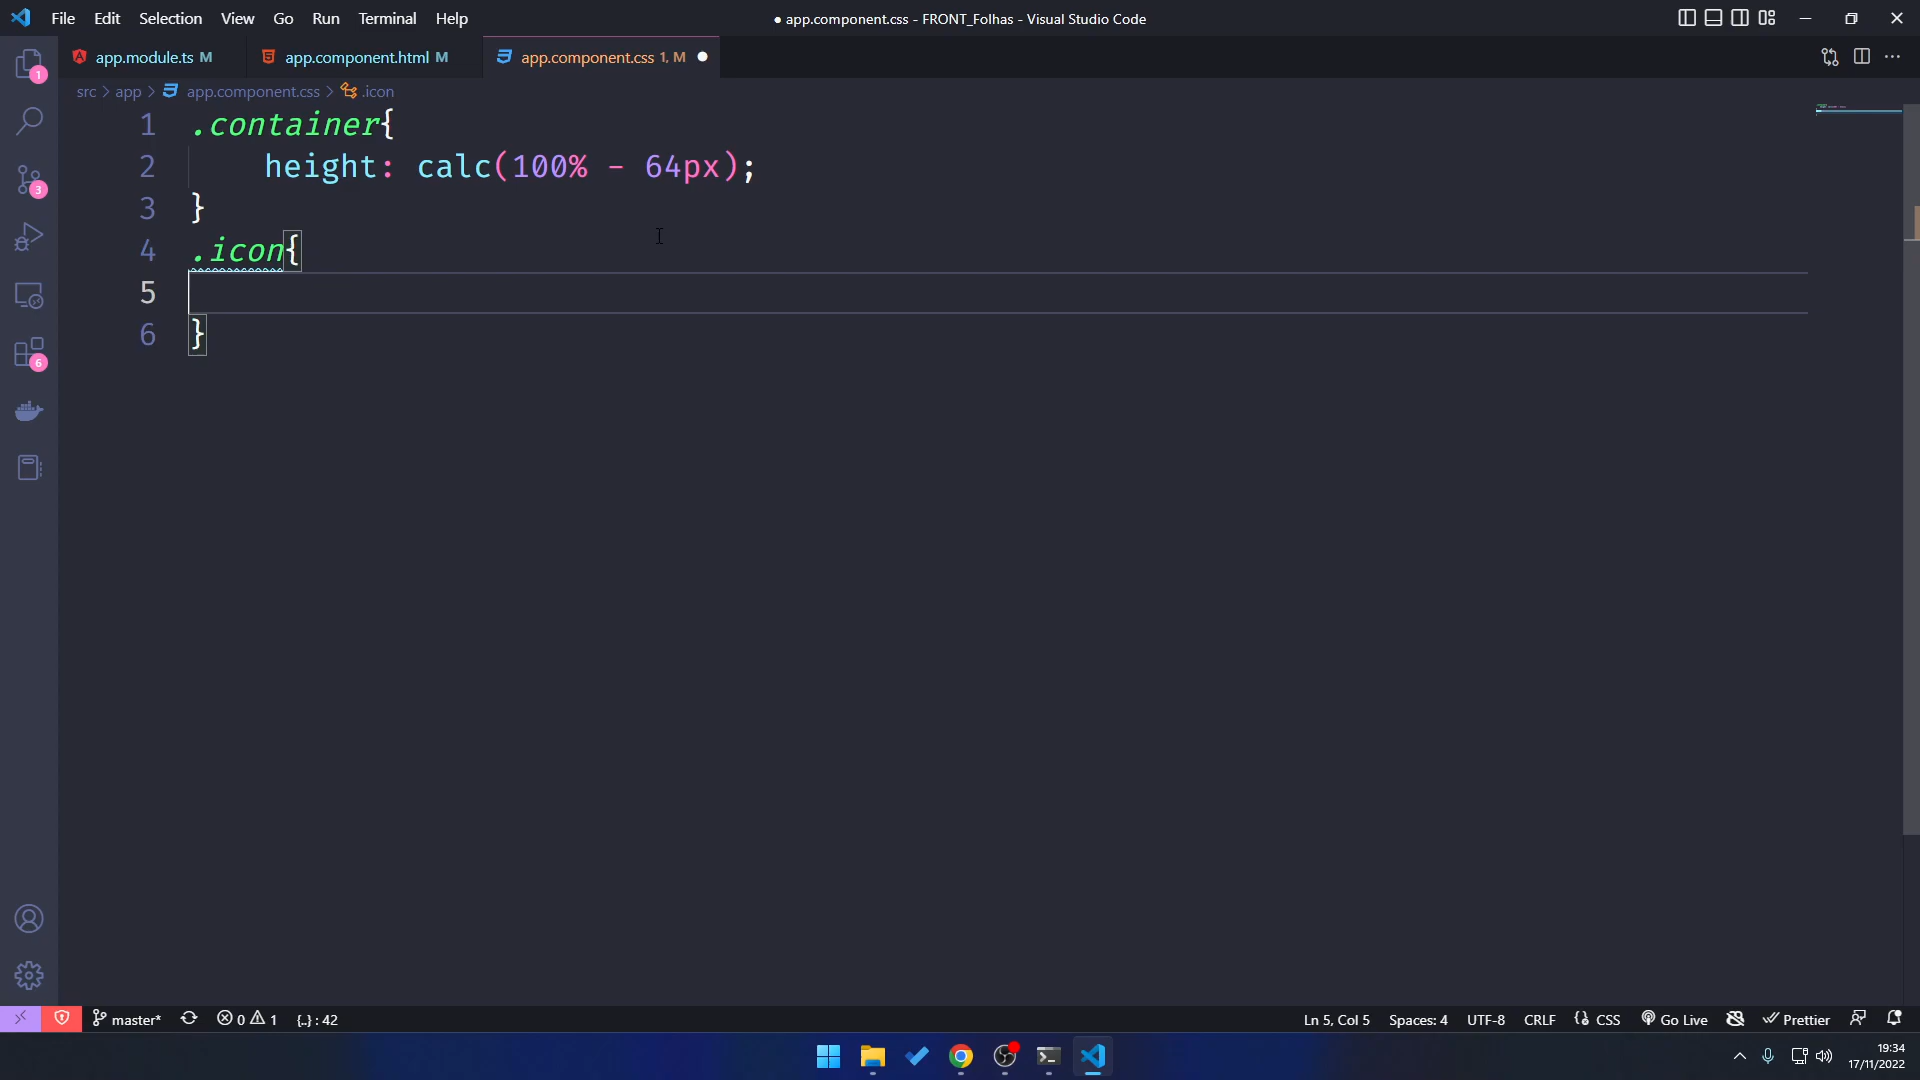 File Edit Selection View Go Run Terminal Help
● app.component.css - FRONT_Folhas - Visual Studio Code
app.module.ts M
app.component.html M
app.component.css 1, M
src > app > app.component.css > .icon
1 .container{
2 height: calc(100% - 64px);
3 }
4 .icon{
5
6 }
1
3
6
master*
0 1
{..} : 42
Ln 5, Col 5
Spaces: 4
UTF-8
CRLF
CSS
Go Live
Prettier
19:34
17/11/2022